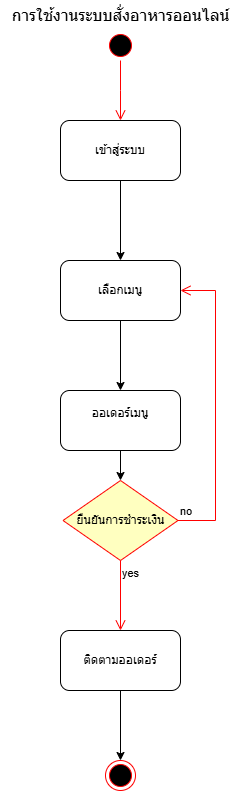 การใช้งานระบบสั่งอาหารออนไลน์
เข้าสู่ระบบ
เลือกเมนู
ออเดอร์เมนู
ยืนยันการชำระเงิน
no
yes
ติดตามออเดอร์